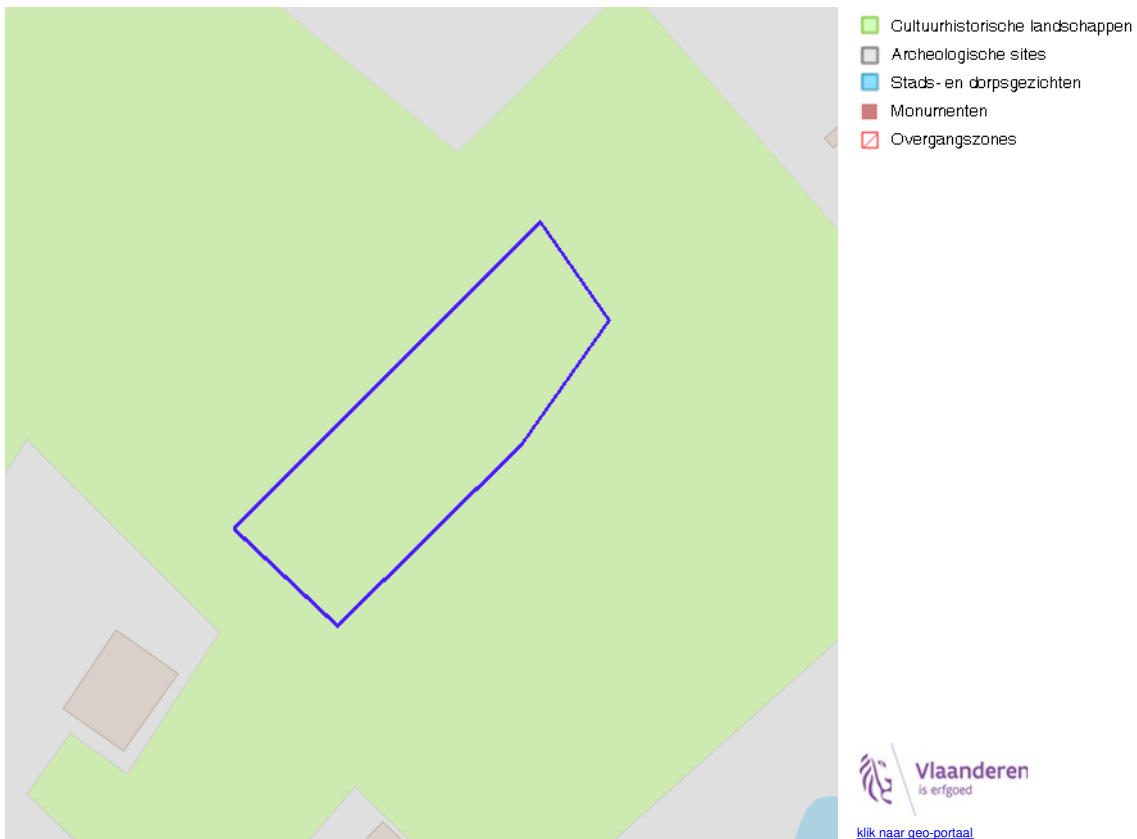 Cultuurhistorische landschappen
Archeologische sites
Stads- en dorpsgezichten
Monumenten
Overgangszones
Vlaanderen
is erfgoed
klik naar geo-portaal